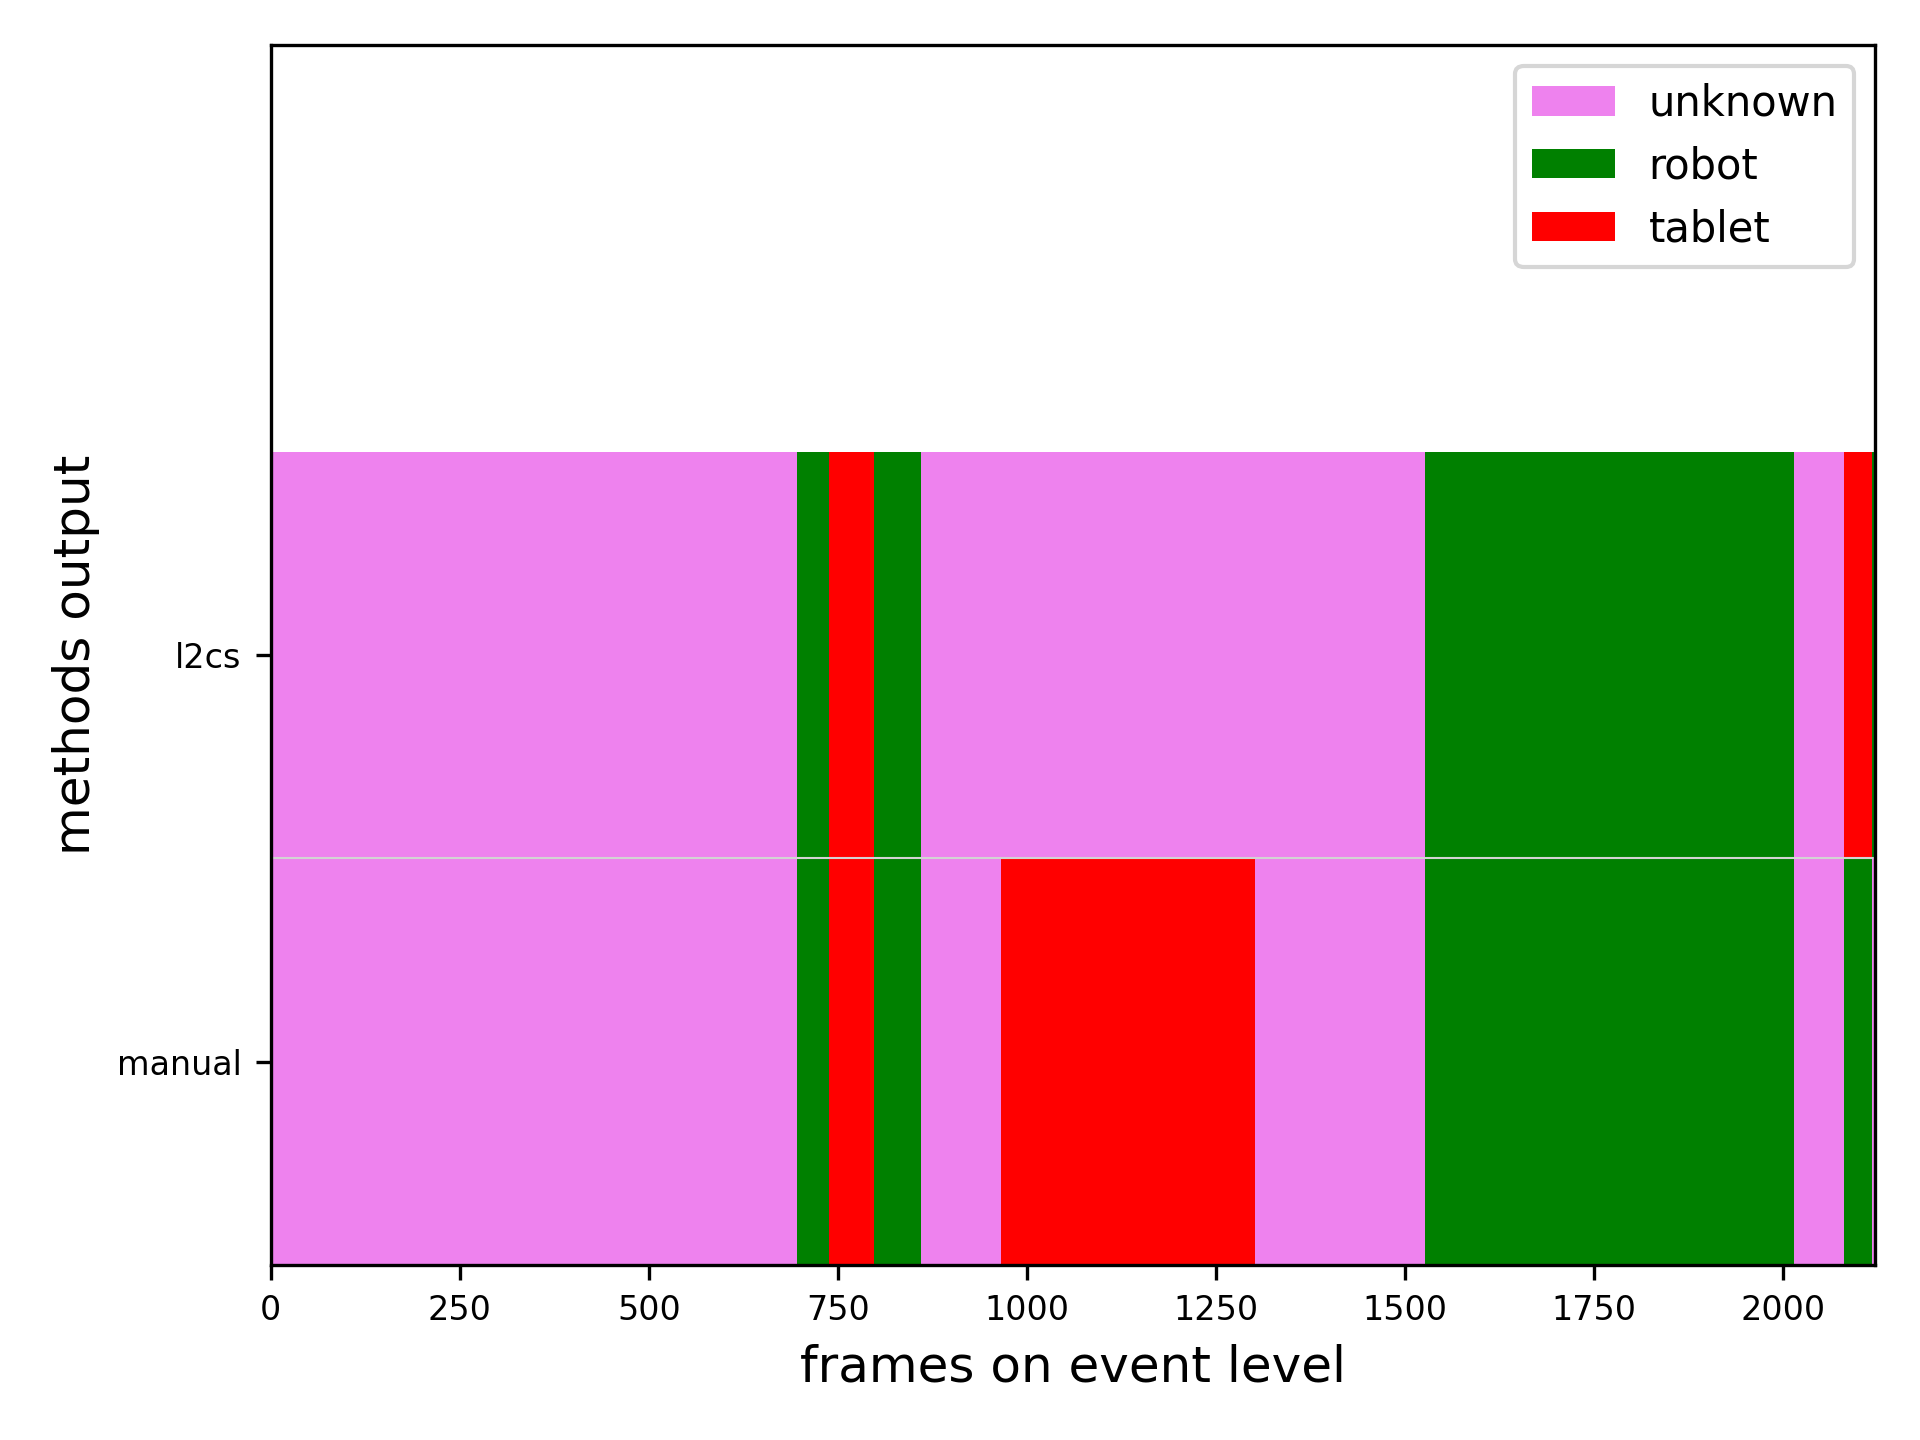 unknown
robot
tablet
methods output
l2cs
manual
0 250 500 750 1000 1250 1500 1750 2000
frames on event level